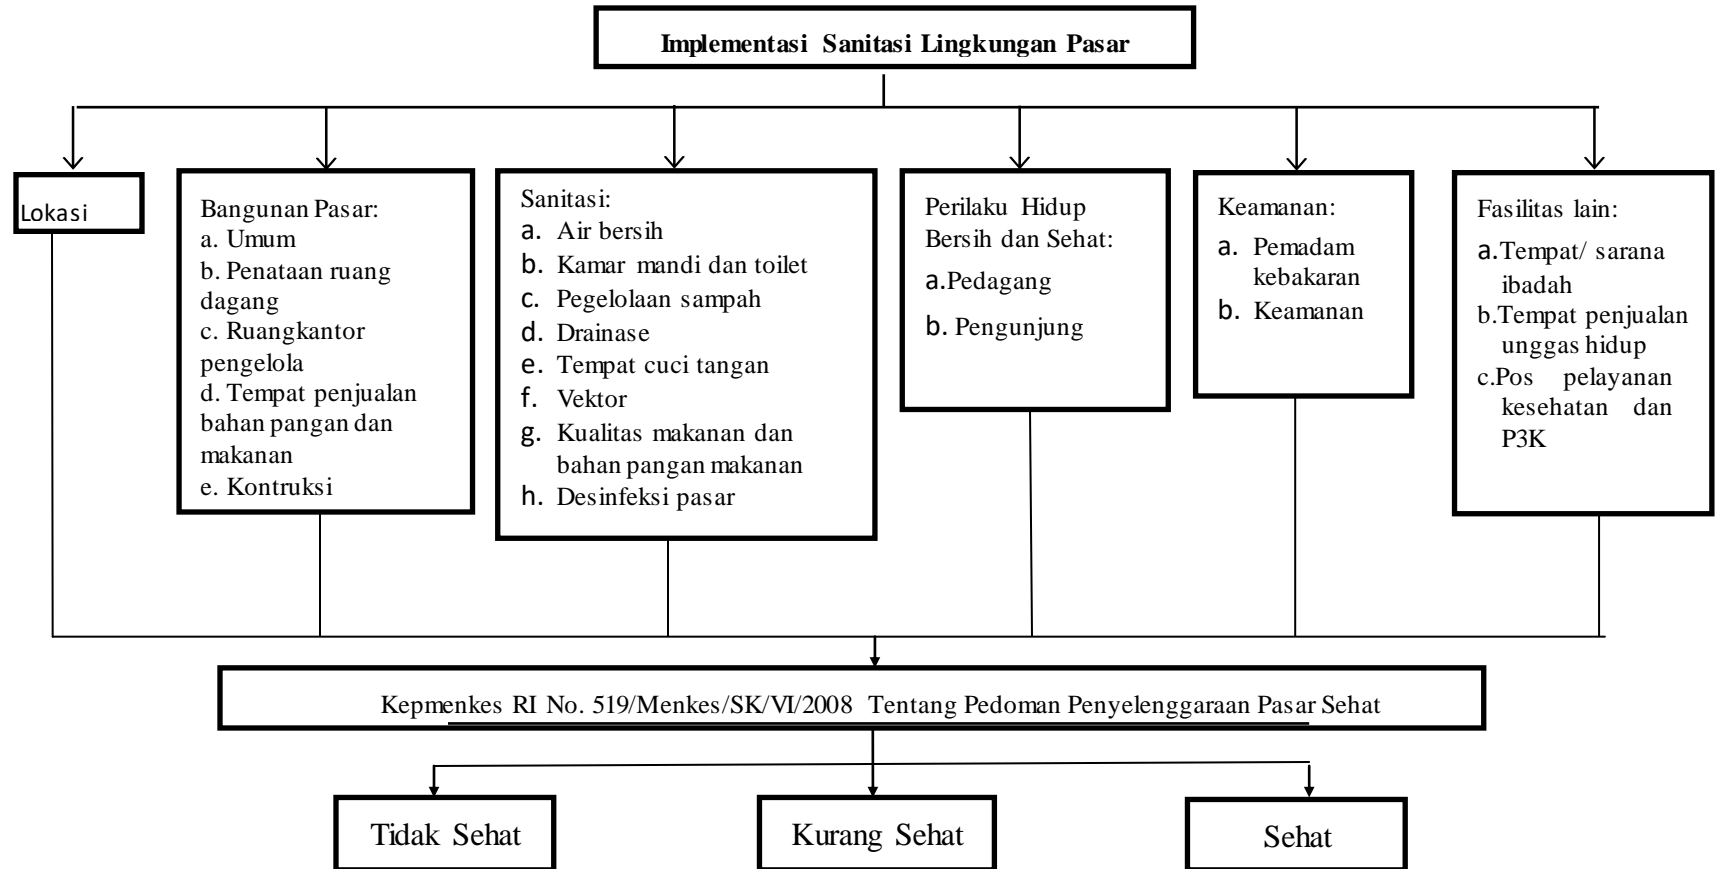 Implementasi Sanitasi Lingkungan Pasar
Lokasi
Bangunan Pasar:
a. Umum
b. Penataan ruang
dagang
c. Ruangkantor
pengelola
d. Tempat penjualan
bahan pangan dan
makanan
e. Kontruksi
Sanitasi:
a. Air bersih
b. Kamar mandi dan toilet
c. Pegelolaan sampah
d. Drainase
e. Tempat cuci tangan
f. Vektor
g. Kualitas makanan dan
bahan pangan makanan
h. Desinfeksi pasar
Perilaku Hidup
Bersih dan Sehat:
a.Pedagang
b. Pengunjung
Keamanan:
a. Pemadam
kebakaran
b. Keamanan
Fasilitas lain:
a.Tempat/ sarana
ibadah
b.Tempat penjualan
unggas hidup
c.Pos pelayanan
kesehatan dan
P3K
Kepmenkes RI No. 519/Menkes/SK/VI/2008 Tentang Pedoman Penyelenggaraan Pasar Sehat
Tidak Sehat
Kurang Sehat
Sehat